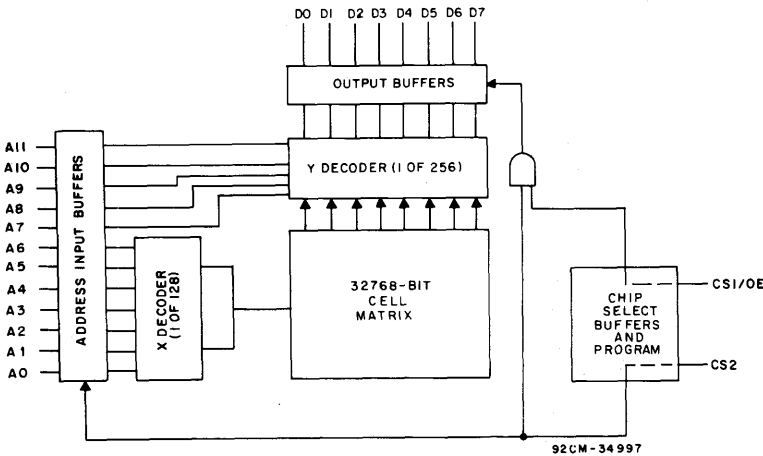 D0 D1 D2 D3 D4 D5 D6 D7
OUTPUT BUFFERS
A11
A10
A9
A8
A7
A6
A5
A4
A3
A2
A1
A0
ADDRESS INPUT BUFFERS
Y DECODER (1 OF 256)
X DECODER
(1 OF 128)
32768-BIT
CELL
MATRIX
CHIP
SELECT
BUFFERS
AND
PROGRAM
CS1/OE
CS2
92CM-34997